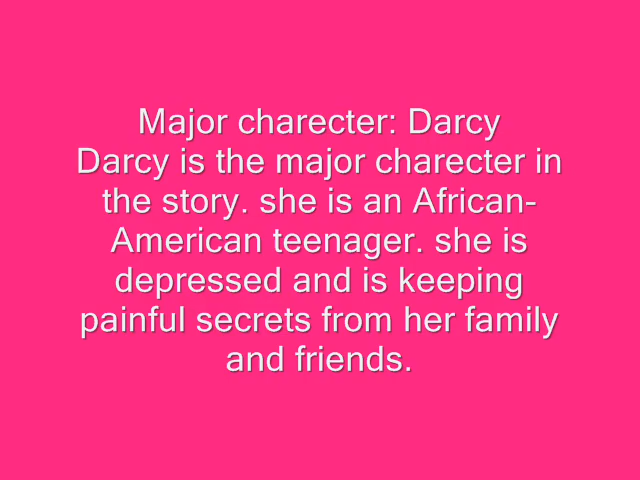 Major charecter: Darcy
Darcy is the major charecter in
the story. she is an African-
American teenager. she is
depressed and is keeping
painful secrets from her family
and friends.